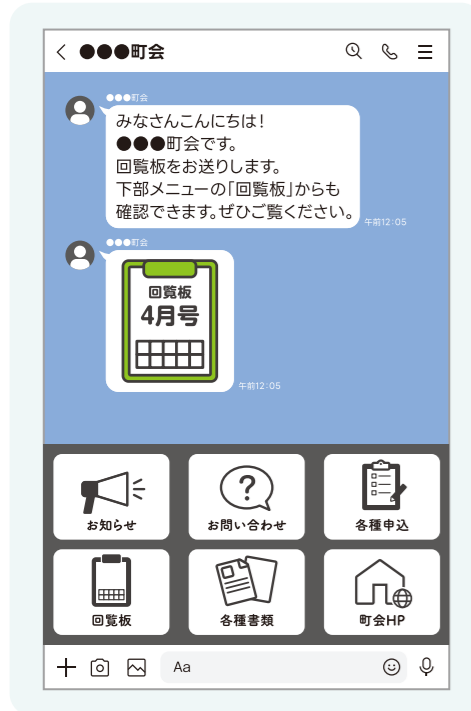 ●●●町会
●●●町会
みなさんこんにちは！
●●●町会です。
回覧板をお送りします。
下部メニューの「回覧板」からも
確認できます。ぜひご覧ください。
午前12:05
●●●町会
回覧板
4月号
午前12:05
お知らせ
お問い合わせ
各種申込
回覧板
各種書類
町会HP
Aa